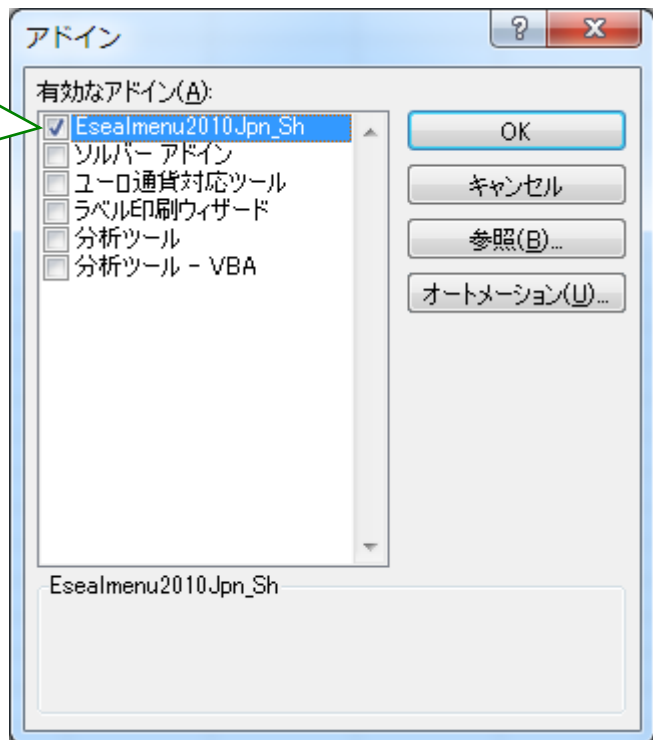 アドイン
有効なアドイン(A):
Esealmenu2010Jpn_Sh
ソルバー アドイン
ユーロ通貨対応ツール
ラベル印刷ウィザード
分析ツール
分析ツール - VBA
OK
キャンセル
参照(B)...
オートメーション(U)...
Esealmenu2010Jpn_Sh